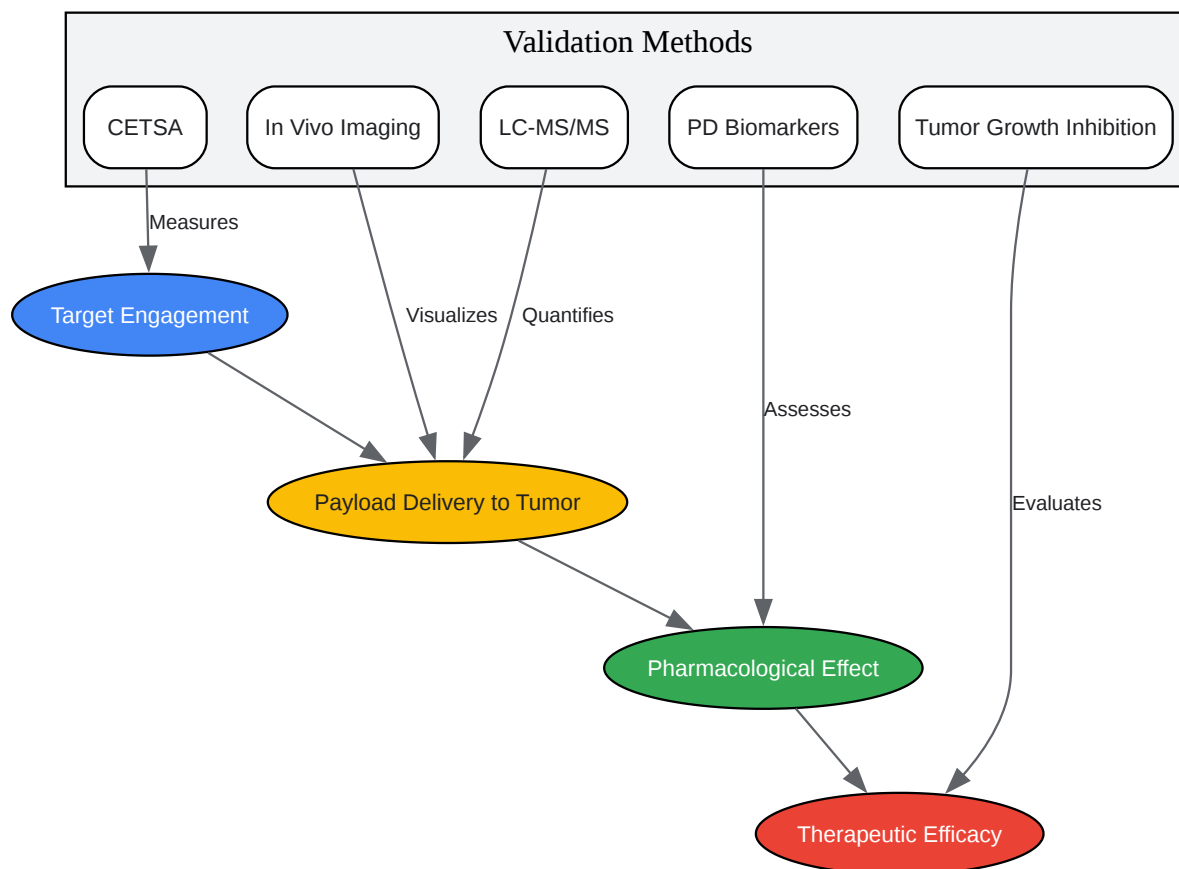 Validation Methods
CETSA
In Vivo Imaging
LC-MS/MS
PD Biomarkers
Tumor Growth Inhibition
Measures
Target Engagement
Visualizes
Quantifies
Assesses
Payload Delivery to Tumor
Evaluates
Pharmacological Effect
Therapeutic Efficacy